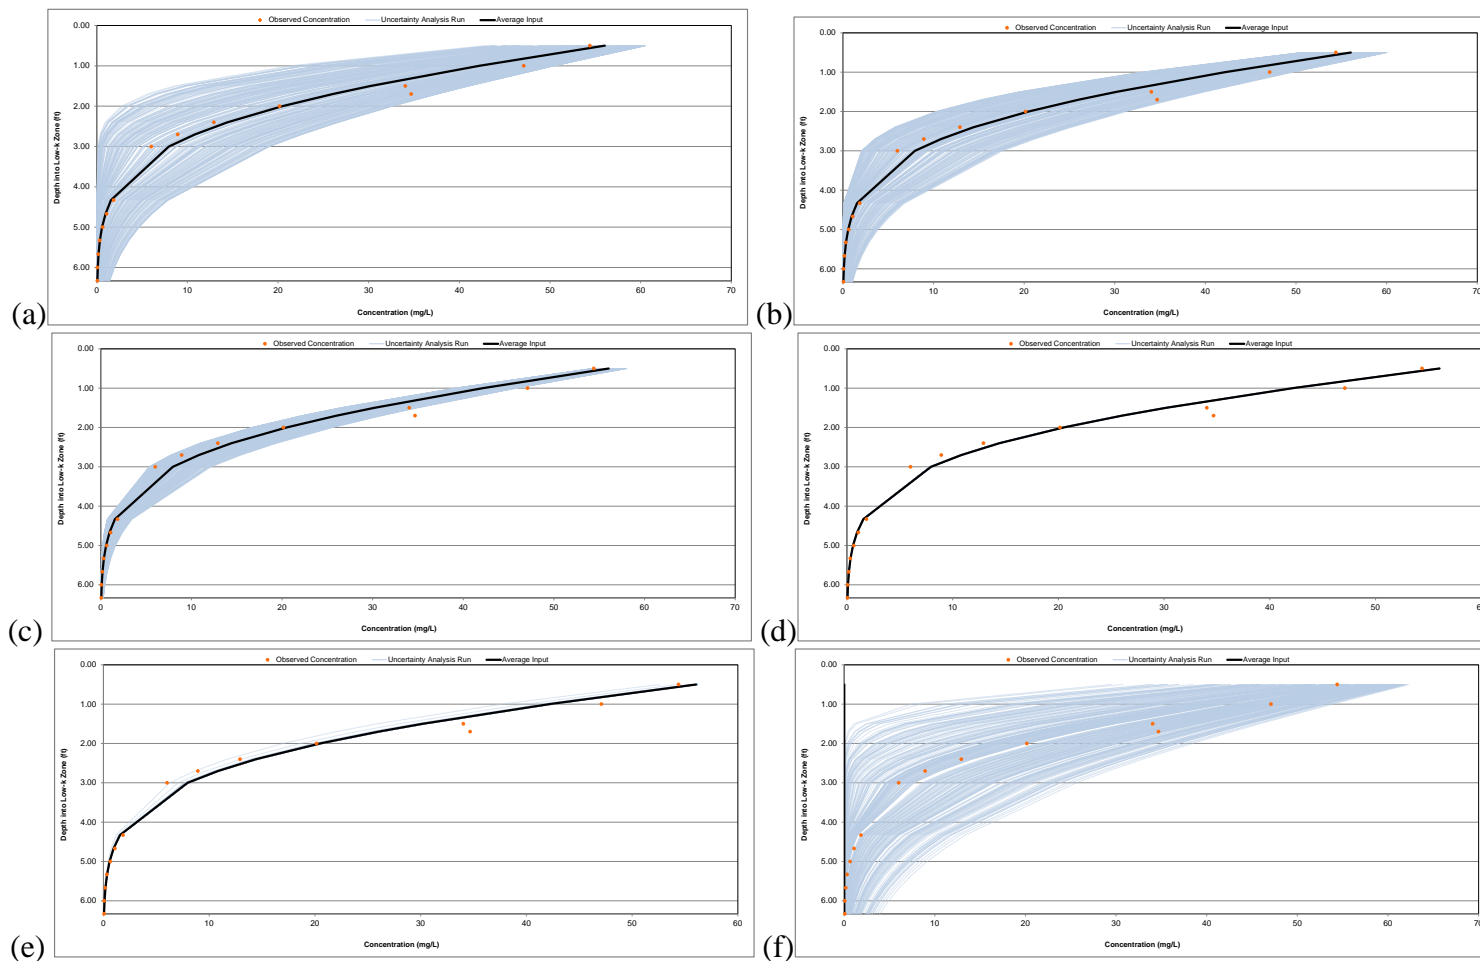 Observed Concentration Uncertainty Analysis Run Average Input
0.00
1.00
2.00
3.00
4.00
5.00
6.00
Depth into Low-k Zone (ft)
0 10 20 30 40 50 60 70
Concentration (mg/L)
(a)
Observed Concentration Uncertainty Analysis Run Average Input
0.00
1.00
2.00
3.00
4.00
5.00
6.00
Depth into Low-k Zone (ft)
0 10 20 30 40 50 60 70
Concentration (mg/L)
(b)
Observed Concentration Uncertainty Analysis Run Average Input
0.00
1.00
2.00
3.00
4.00
5.00
6.00
Depth into Low-k Zone (ft)
0 10 20 30 40 50 60 70
Concentration (mg/L)
(c)
Observed Concentration Uncertainty Analysis Run Average Input
0.00
1.00
2.00
3.00
4.00
5.00
6.00
Depth into Low-k Zone (ft)
0 10 20 30 40 50 60
Concentration (mg/L)
(d)
Observed Concentration Uncertainty Analysis Run Average Input
0.00
1.00
2.00
3.00
4.00
5.00
6.00
Depth into Low-k Zone (ft)
0 10 20 30 40 50 60
Concentration (mg/L)
(e)
Observed Concentration Uncertainty Analysis Run Average Input
0.00
1.00
2.00
3.00
4.00
5.00
6.00
Depth into Low-k Zone (ft)
0 10 20 30 40 50 60 70
Concentration (mg/L)
(f)